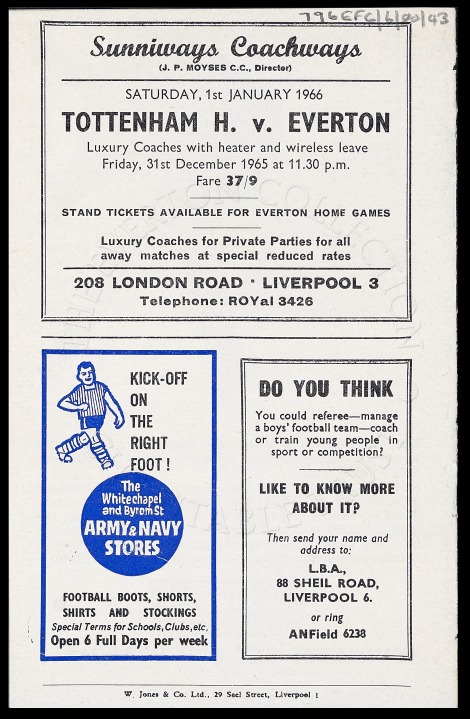 796EFC/6/00/43
Sunniways Coachways
(J. P. MOYSES C.C., Director)
SATURDAY, 1st JANUARY 1966
TOTTENHAM H. v. EVERTON
Luxury Coaches with heater and wireless leave
Friday, 31st December 1965 at 11.30 p.m.
Fare 37/9
STAND TICKETS AVAILABLE FOR EVERTON HOME GAMES
Luxury Coaches for Private Parties for all
away matches at special reduced rates
208 LONDON ROAD · LIVERPOOL 3
Telephone: ROYal 3426
KICK-OFF
ON
THE
RIGHT
FOOT!
The
Whitechapel
and Byrom St
ARMY & NAVY
STORES
FOOTBALL BOOTS, SHORTS,
SHIRTS AND STOCKINGS
Special Terms for Schools, Clubs, etc.
Open 6 Full Days per week
DO YOU THINK
You could referee—manage
a boys' football team—coach
or train young people in
sport or competition?
LIKE TO KNOW MORE
ABOUT IT?
Then send your name and
address to:
L.B.A.,
88 SHEIL ROAD,
LIVERPOOL 6.
or ring
ANField 6238
W. Jones & Co. Ltd., 29 Seel Street, Liverpool 1